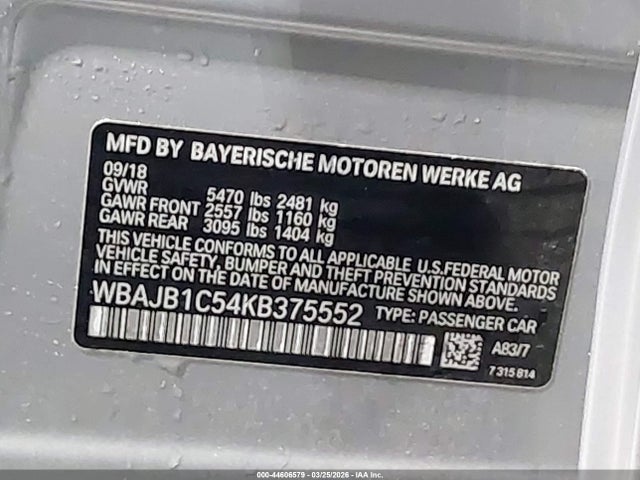 MFD BY BAYERISCHE MOTOREN WERKE AG
09/18
GVWR 5470 lbs 2481 kg
GAWR FRONT 2557 lbs 1160 kg
GAWR REAR 3095 lbs 1404 kg
THIS VEHICLE CONFORMS TO ALL APPLICABLE U.S.FEDERAL MOTOR
VEHICLE SAFETY, BUMPER AND THEFT PREVENTION STANDARDS
IN EFFECT ON THE DATE OF MANUFACTURE SHOWN ABOVE.
WBAJB1C54KB375552 TYPE: PASSENGER CAR
A83/7
7 315 814
000-44606579 - 03/25/2026 - IAA Inc.